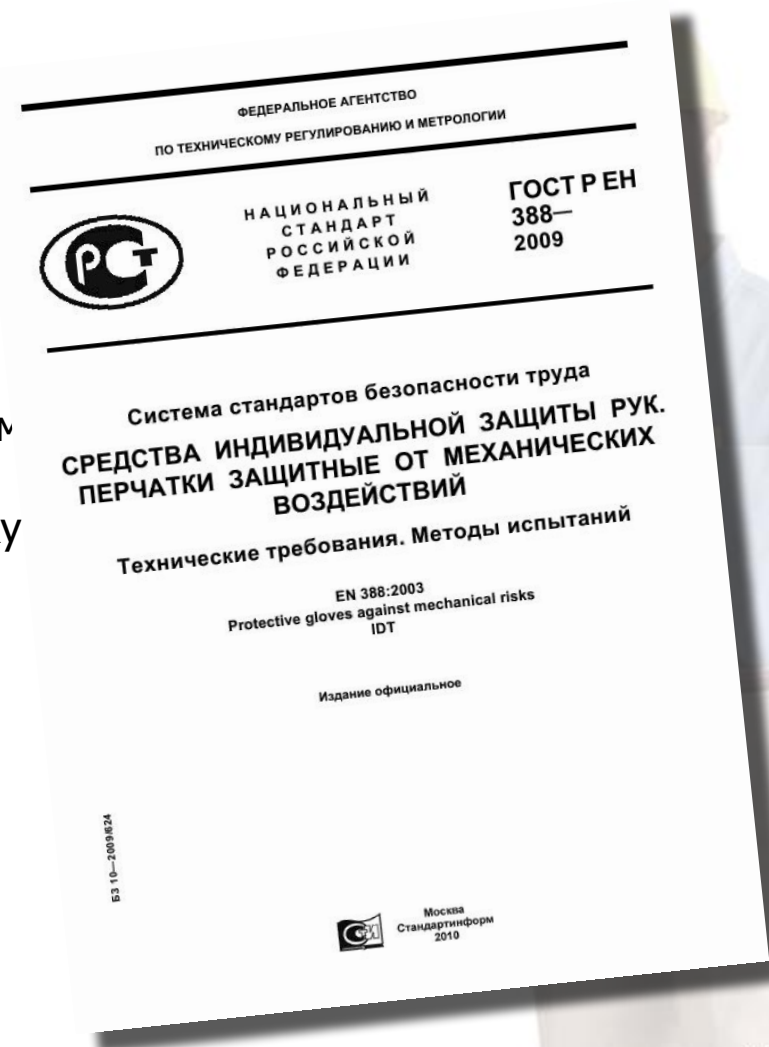 ФЕДЕРАЛЬНОЕ АГЕНТСТВО
ПО ТЕХНИЧЕСКОМУ РЕГУЛИРОВАНИЮ И МЕТРОЛОГИИ
РСТ
НАЦИОНАЛЬНЫЙ
СТАНДАРТ
РОССИЙСКОЙ
ФЕДЕРАЦИИ
ГОСТ Р ЕН
388—
2009
Система стандартов безопасности труда
СРЕДСТВА ИНДИВИДУАЛЬНОЙ ЗАЩИТЫ РУК.
ПЕРЧАТКИ ЗАЩИТНЫЕ ОТ МЕХАНИЧЕСКИХ
ВОЗДЕЙСТВИЙ
Технические требования. Методы испытаний
EN 388:2003
Protective gloves against mechanical risks
IDT
Издание официальное
БЗ 10—2009/624
Москва
Стандартинформ
2010